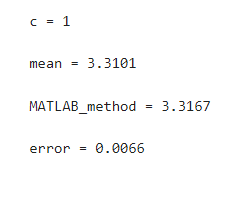 c = 1
mean = 3.3101
MATLAB_method = 3.3167
error = 0.0066